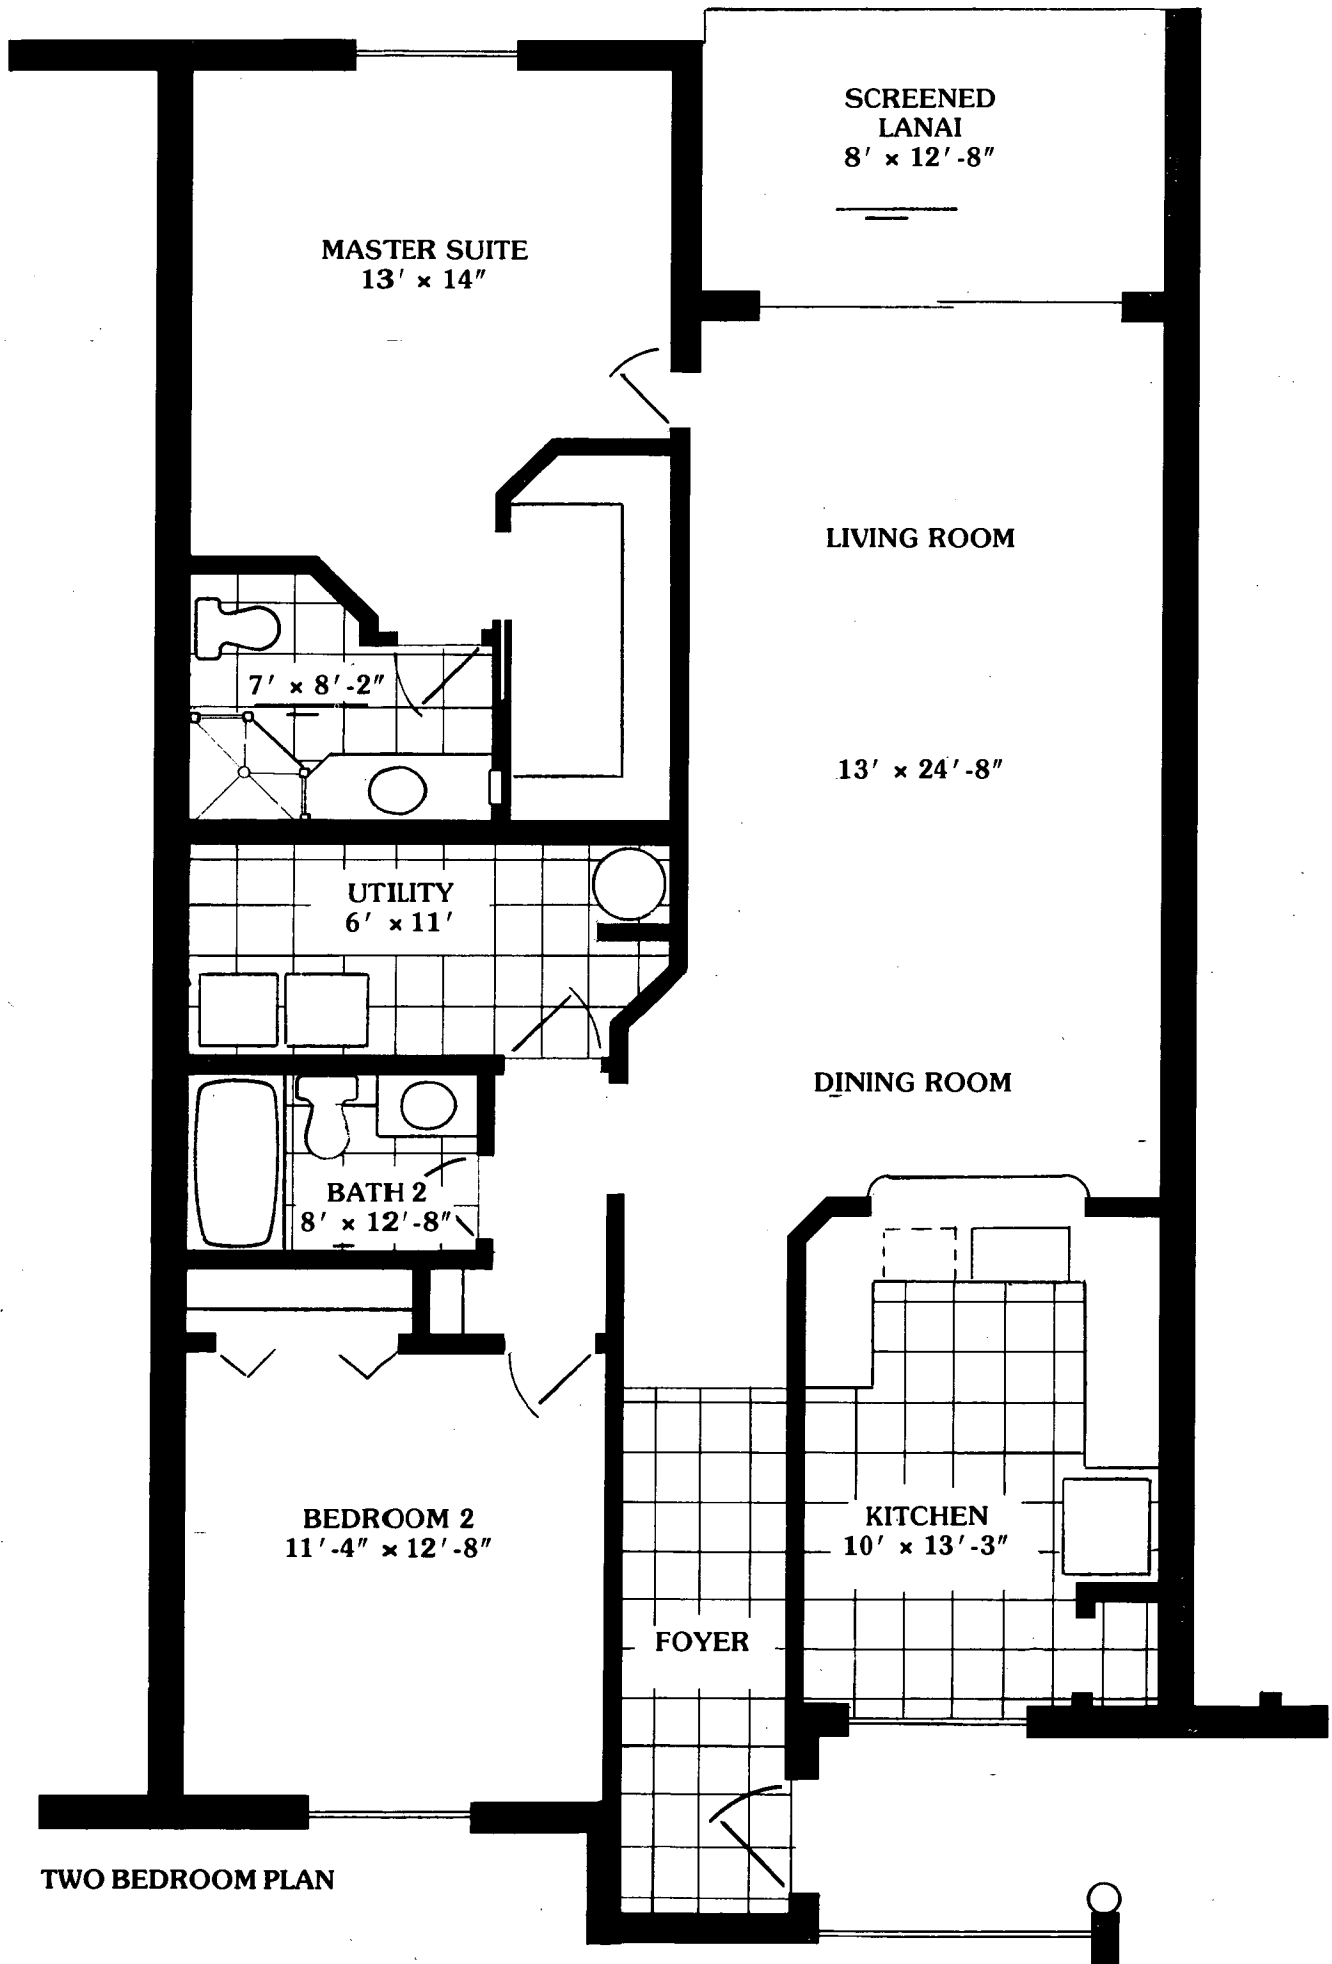 SCREENED
LANAI
8' × 12'-8"
MASTER SUITE
13' × 14"
LIVING ROOM
7' × 8'-2"
13' × 24'-8"
UTILITY
6' × 11'
DINING ROOM
BATH 2
8' × 12'-8"
BEDROOM 2
11'-4" × 12'-8"
KITCHEN
10' × 13'-3"
FOYER
TWO BEDROOM PLAN